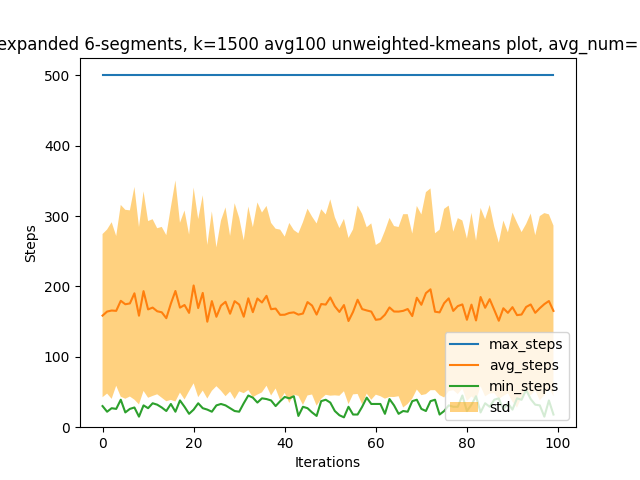 expanded 6-segments, k=1500 avg100 unweighted-kmeans plot, avg_num=
500
400
300
200
100
0
Steps
0 20 40 60 80 100
Iterations
max_steps
avg_steps
min_steps
std